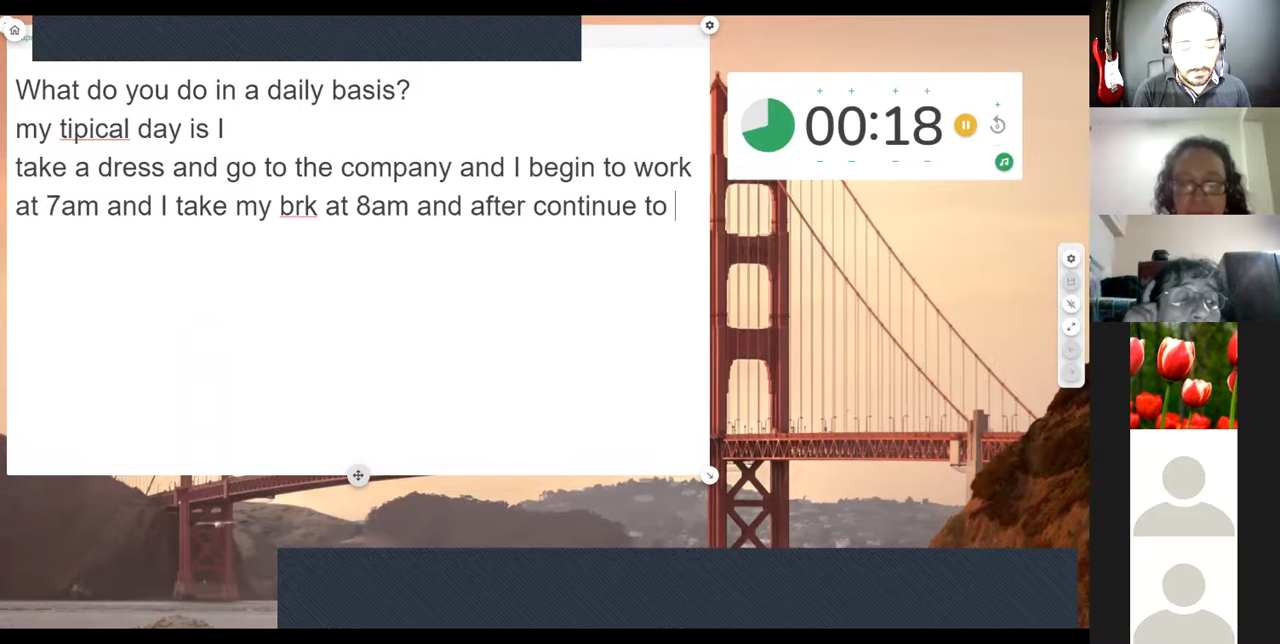 What do you do in a daily basis?
my tipical day is I
take a dress and go to the company and I begin to work
at 7am and I take my brk at 8am and after continue to
00:18